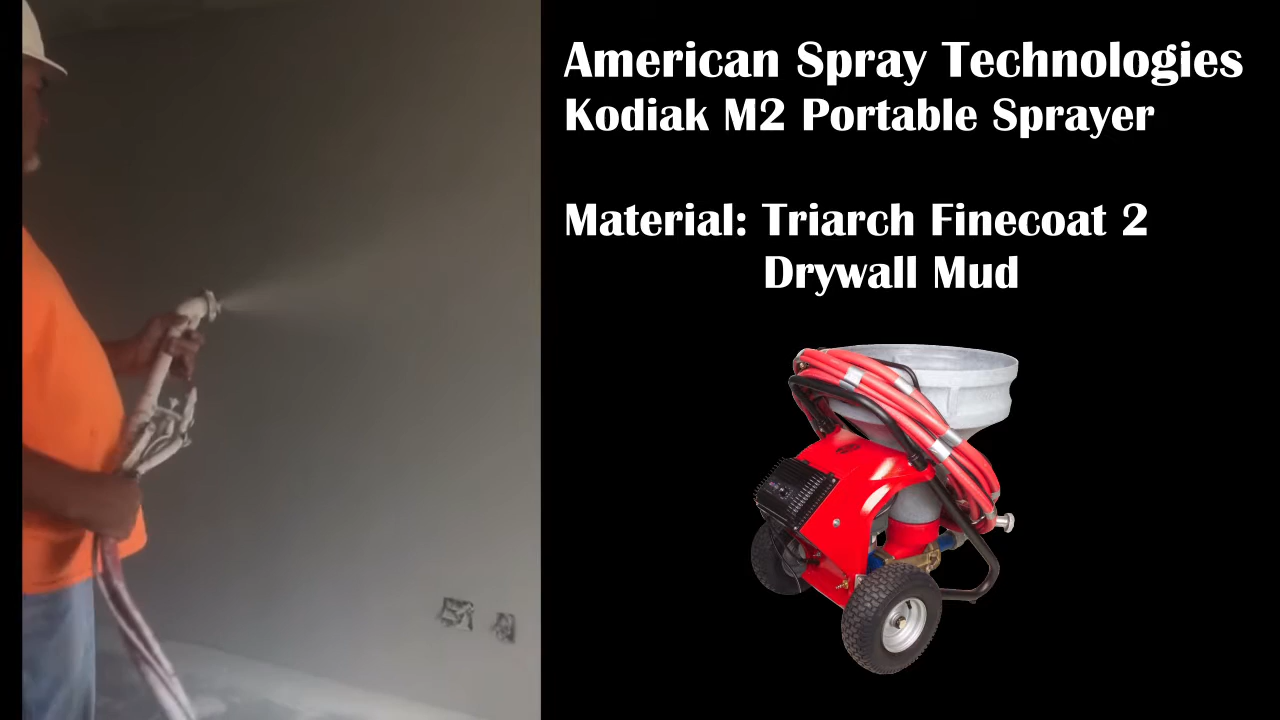 American Spray Technologies
Kodiak M2 Portable Sprayer
Material: Triarch Finecoat 2
Drywall Mud